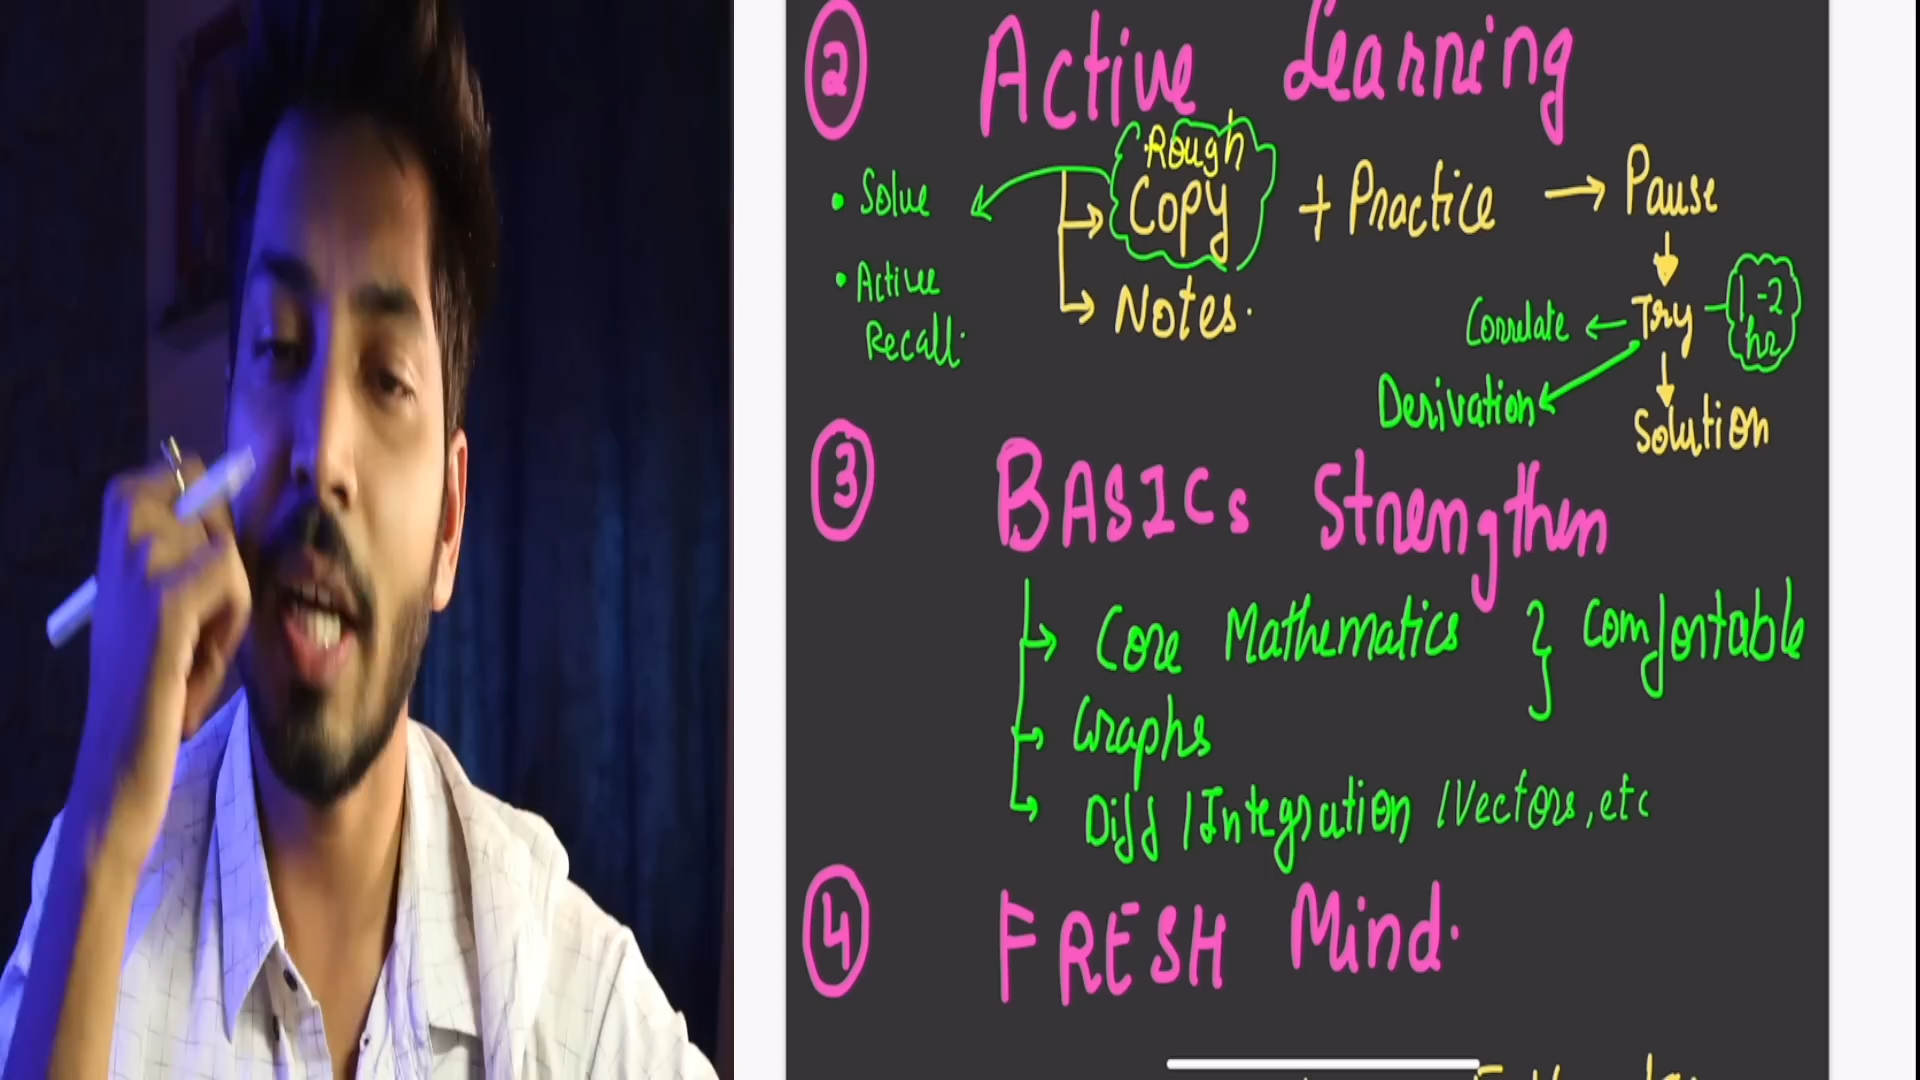 ② Active Learning
Rough
• Solve
Copy + Practice → Pause
• Active
Recall.
Notes.
Correlate ← Try – 1-2
hr
Derivation
Solution
③ BASICs Strengthen
Core Mathematics } Comfortable
Graphs
Diff / Integration / Vectors, etc
④ FRESH Mind.